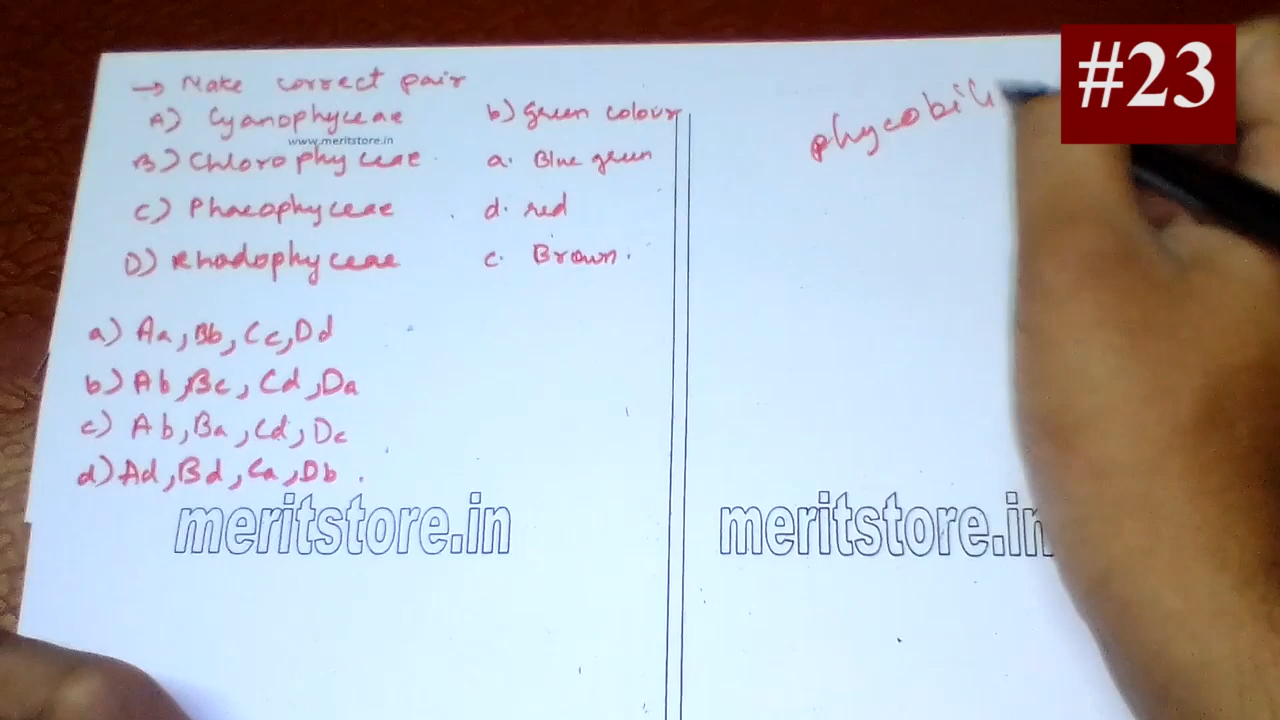 #23
→ Make correct pair
A) Cyanophyceae b) Green colour
www.meritstore.in
B) Chlorophyceae a. Blue green
C) Phaeophyceae d. red
D) Rhadophyceae c. Brown.
a) Aa, Bb, Cc, Dd
b) Ab, Bc, Cd, Da
c) Ab, Ba, Cd, Dc
d) Ad, Bd, Ca, Db.
phycobili
meritstore.in meritstore.in